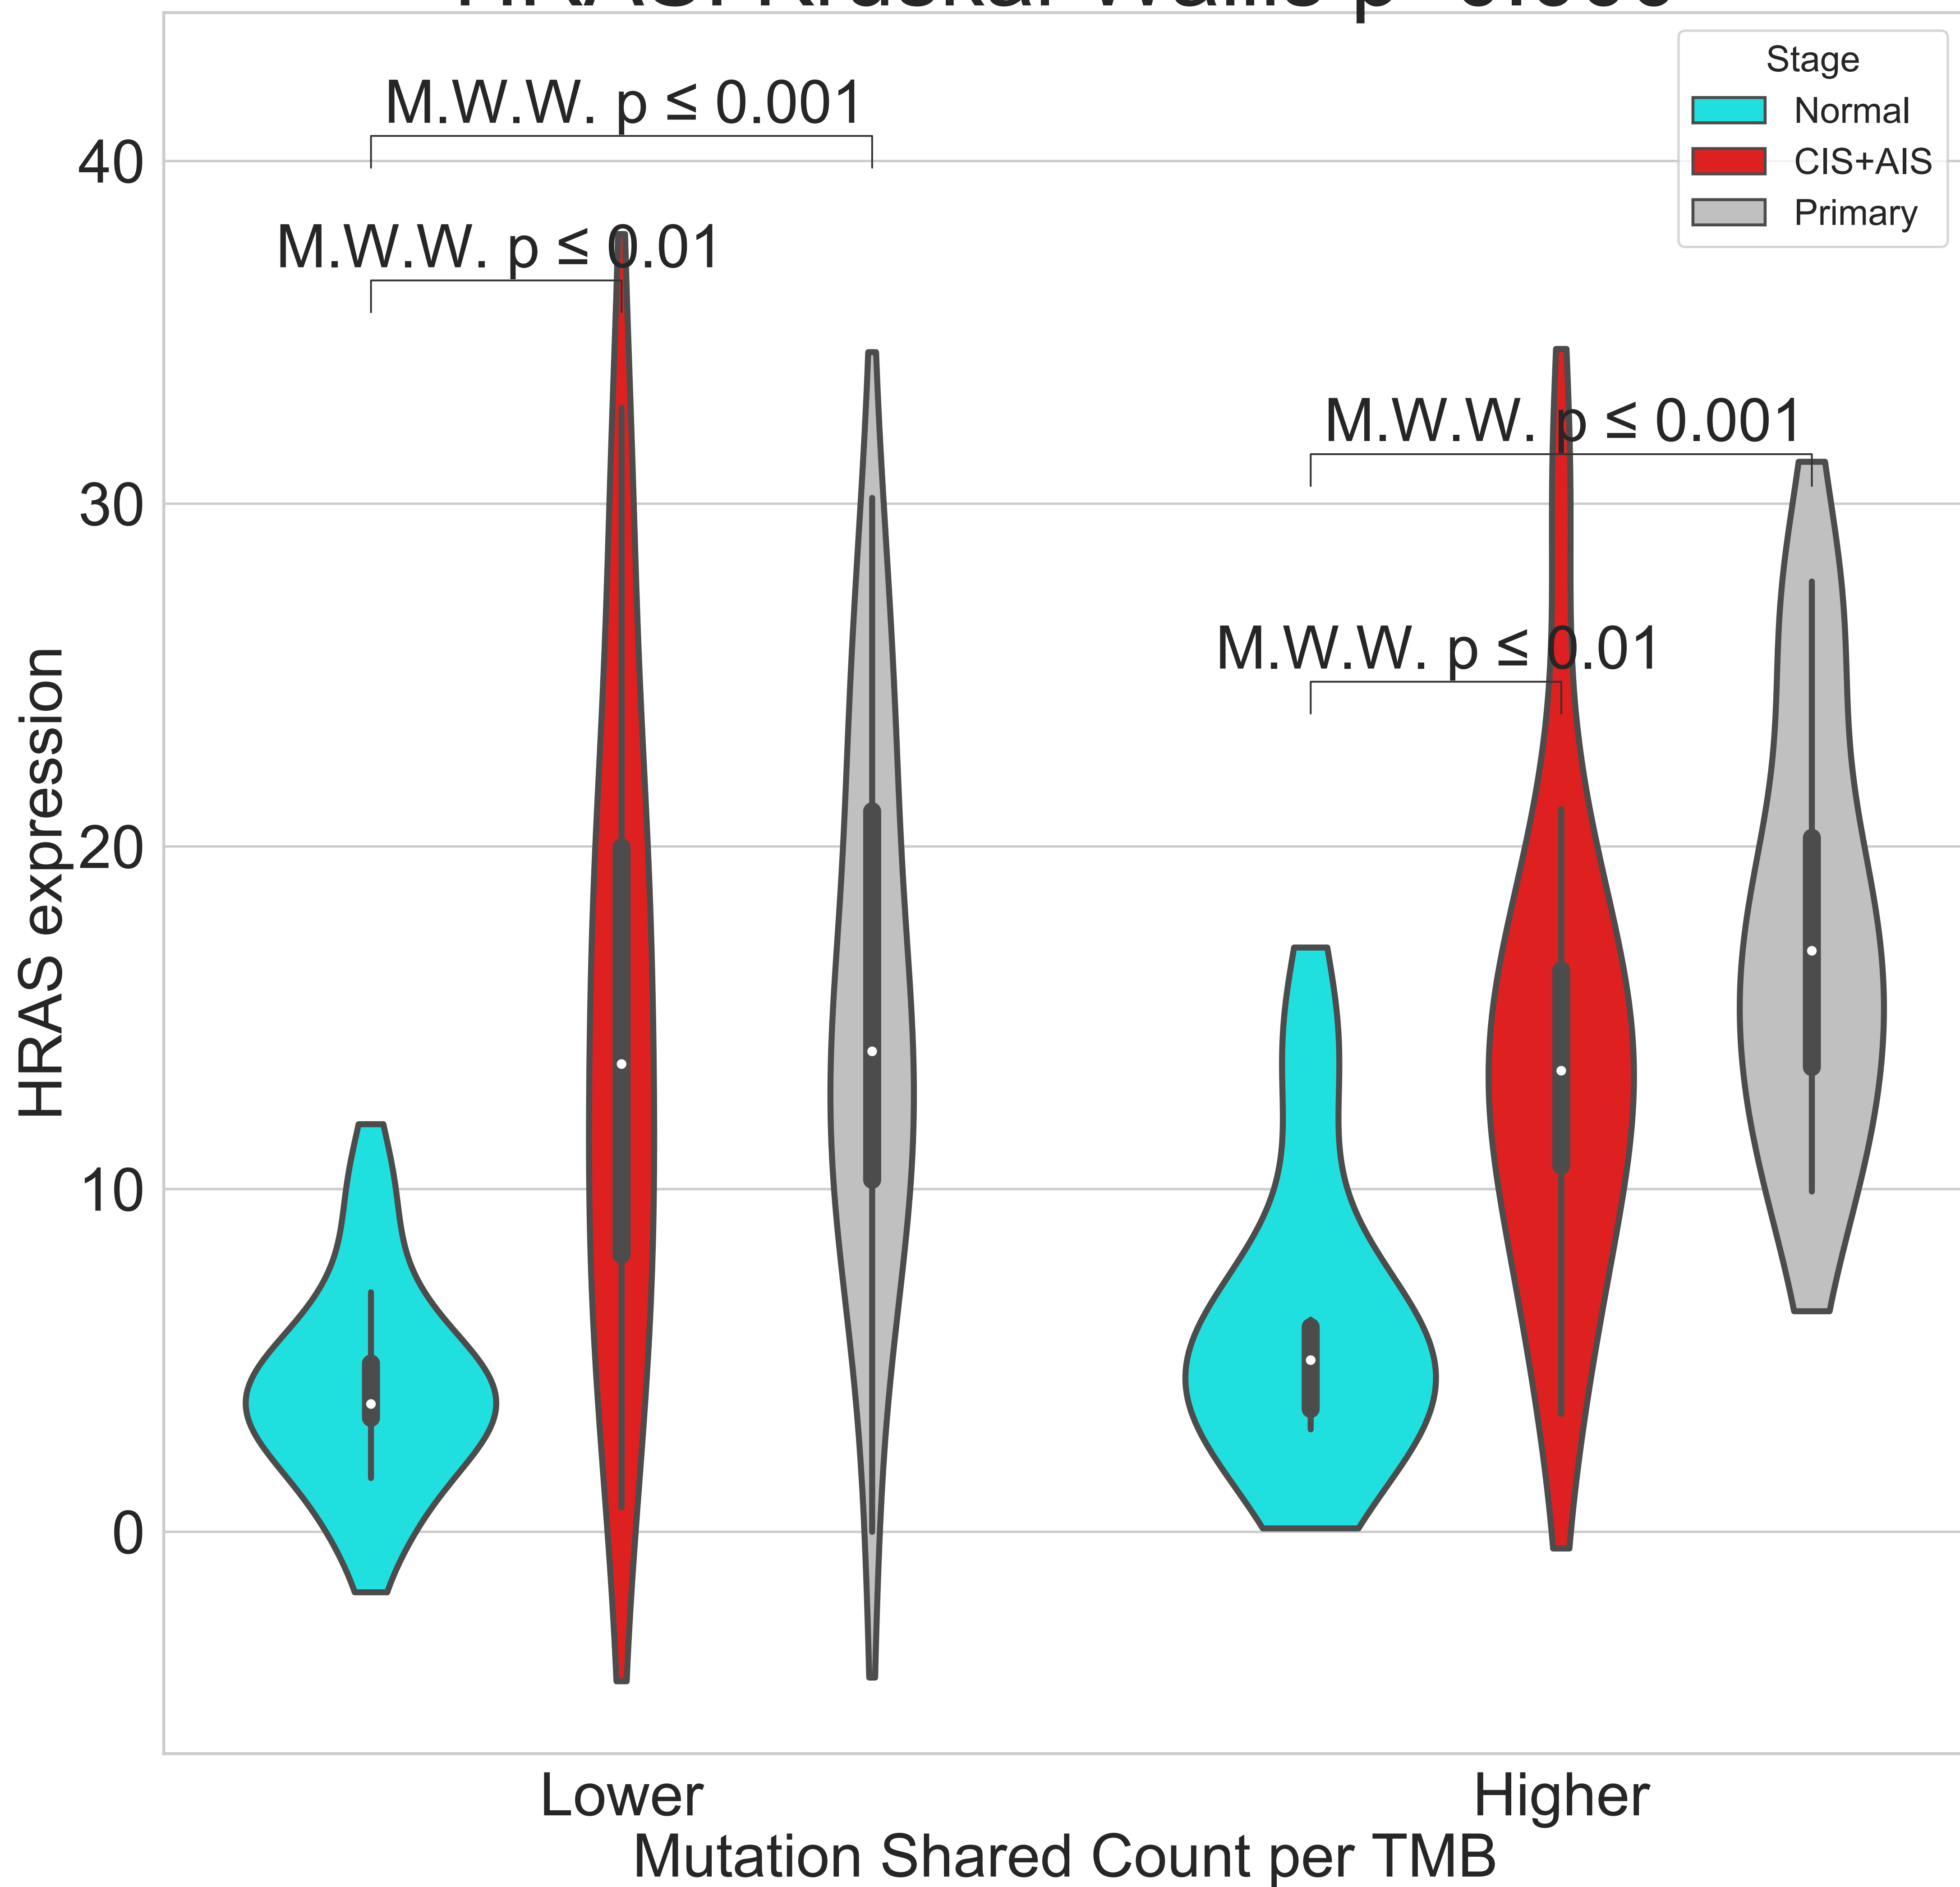 Stage
Normal
CIS+AIS
Primary
M.W.W. p ≤ 0.001
M.W.W. p ≤ 0.01
M.W.W. p ≤ 0.001
M.W.W. p ≤ 0.01
40
30
20
10
0
HRAS expression
Lower
Higher
Mutation Shared Count per TMB